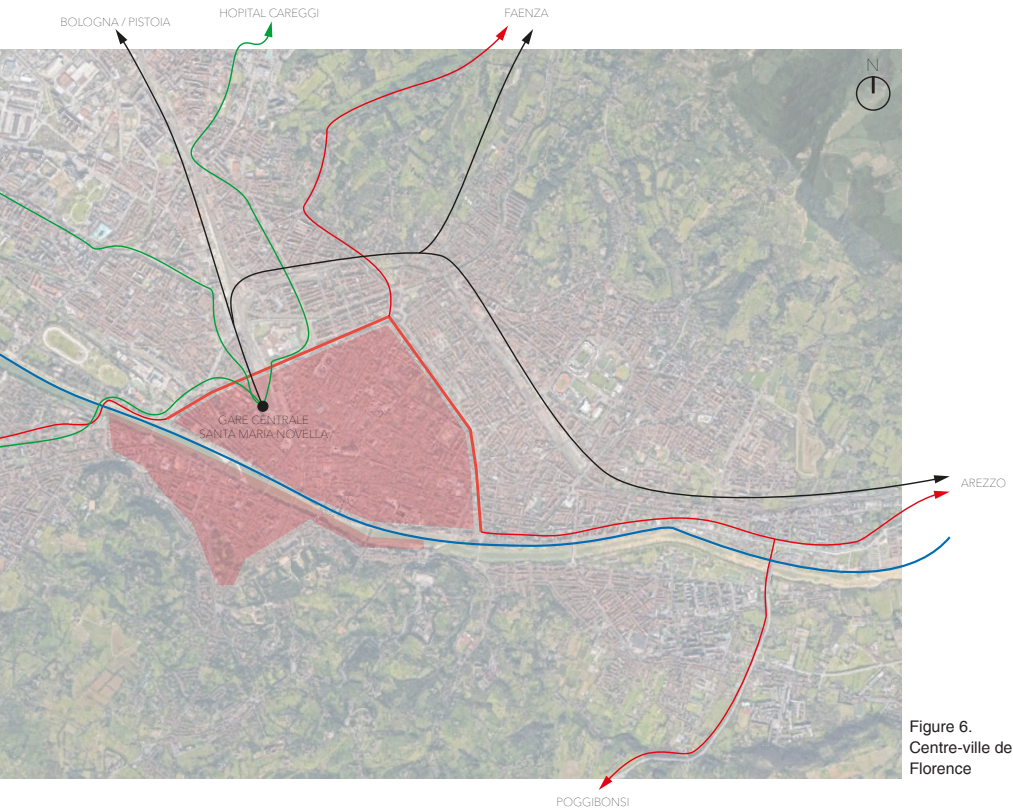 BOLOGNA / PISTOIA
HOPITAL CAREGGI
FAENZA
N
GARE CENTRALE
SANTA MARIA NOVELLA
AREZZO
Figure 6.
Centre-ville de
Florence
POGGIBONSI